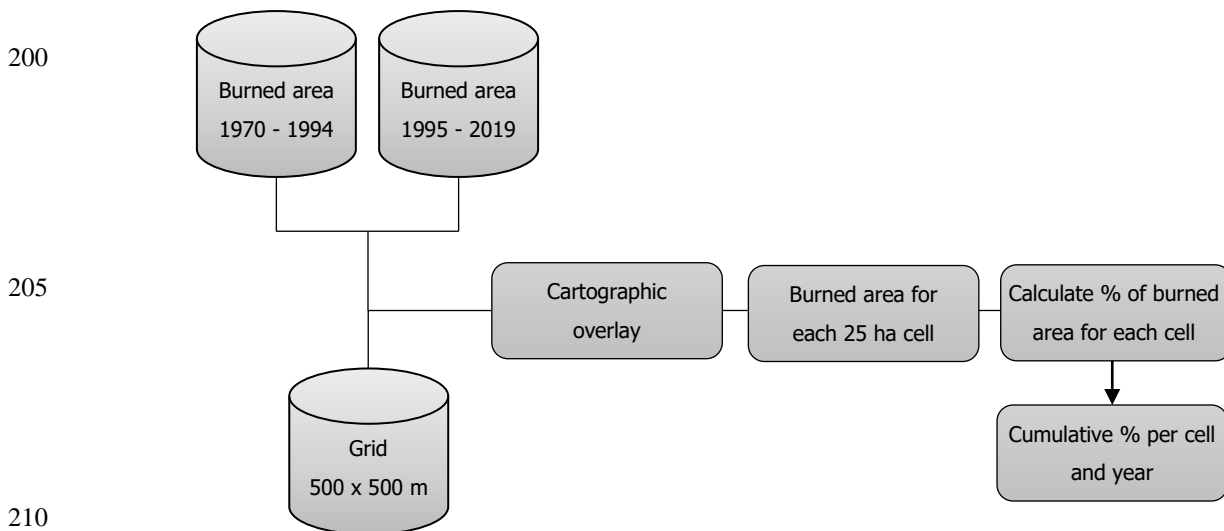 200
Burned area
1970 - 1994
Burned area
1995 - 2019
205
Cartographic
overlay
Burned area for
each 25 ha cell
Calculate % of burned
area for each cell
Cumulative % per cell
and year
Grid
500 x 500 m
210